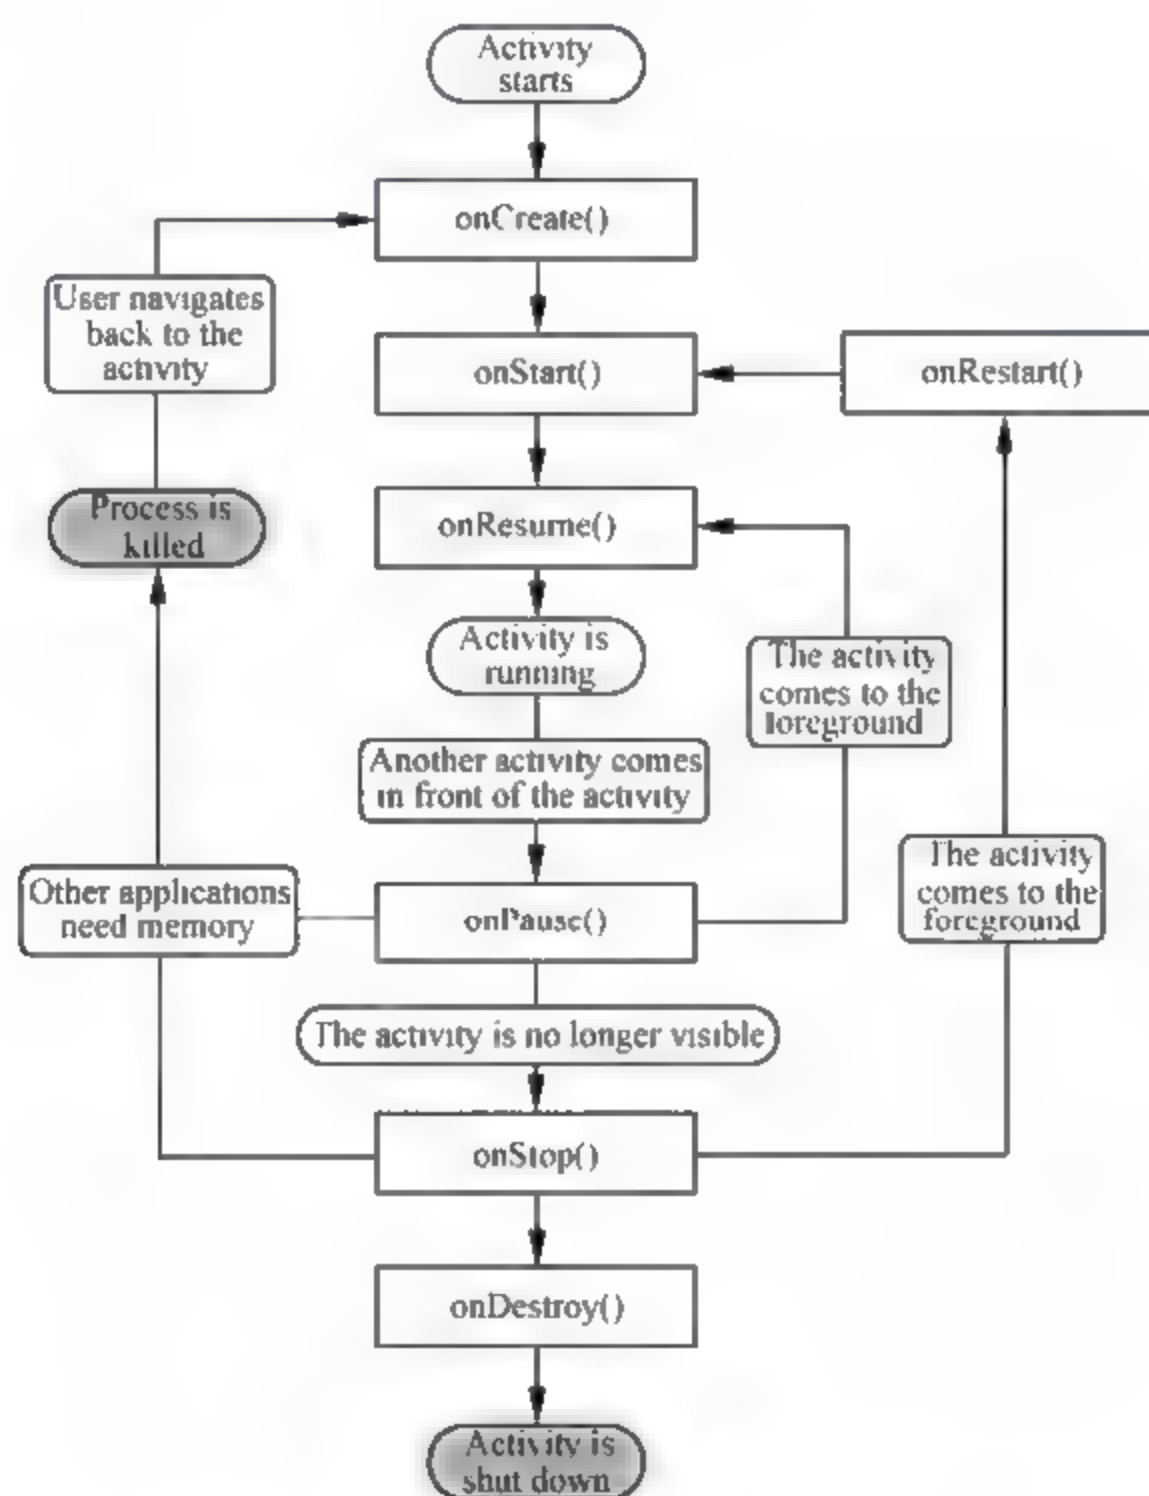 Activity
starts
onCreate()
User navigates
back to the
activity
onStart()
onRestart()
Process is
killed
onResume()
Activity is
running
The activity
comes to the
foreground
Another activity comes
in front of the activity
The activity
comes to the
foreground
Other applications
need memory
onPause()
The activity is no longer visible
onStop()
onDestroy()
Activity is
shut down